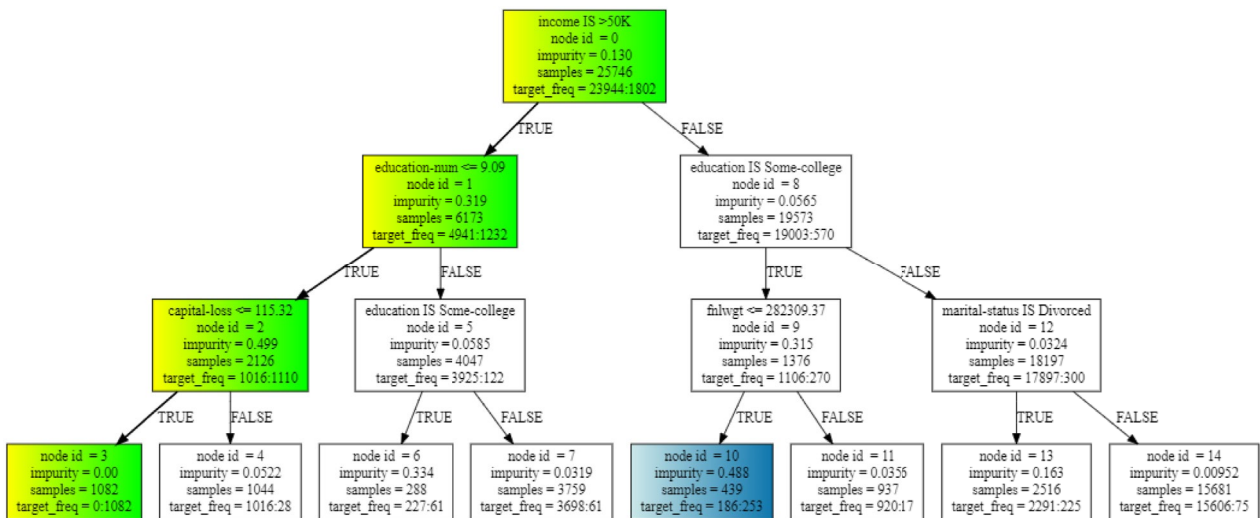 income IS >50K
node id = 0
impurity = 0.130
samples = 25746
target_freq = 23944:1802
TRUE
FALSE
education-num <= 9.09
node id = 1
impurity = 0.319
samples = 6173
target_freq = 4941:1232
education IS Some-college
node id = 8
impurity = 0.0565
samples = 19573
target_freq = 19003:570
TRUE
FALSE
TRUE
FALSE
capital-loss <= 115.32
node id = 2
impurity = 0.499
samples = 2126
target_freq = 1016:1110
education IS Some-college
node id = 5
impurity = 0.0585
samples = 4047
target_freq = 3925:122
fnlwgt <= 282309.37
node id = 9
impurity = 0.315
samples = 1376
target_freq = 1106:270
marital-status IS Divorced
node id = 12
impurity = 0.0324
samples = 18197
target_freq = 17897:300
TRUE
FALSE
TRUE
FALSE
TRUE
FALSE
TRUE
FALSE
node id = 3
impurity = 0.00
samples = 1082
target_freq = 0:1082
node id = 4
impurity = 0.0522
samples = 1044
target_freq = 1016:28
node id = 6
impurity = 0.334
samples = 288
target_freq = 227:61
node id = 7
impurity = 0.0319
samples = 3759
target_freq = 3698:61
node id = 10
impurity = 0.488
samples = 439
target_freq = 186:253
node id = 11
impurity = 0.0356
samples = 937
target_freq = 920:17
node id = 13
impurity = 0.163
samples = 2516
target_freq = 2291:225
node id = 14
impurity = 0.00952
samples = 15681
target_freq = 15606:75